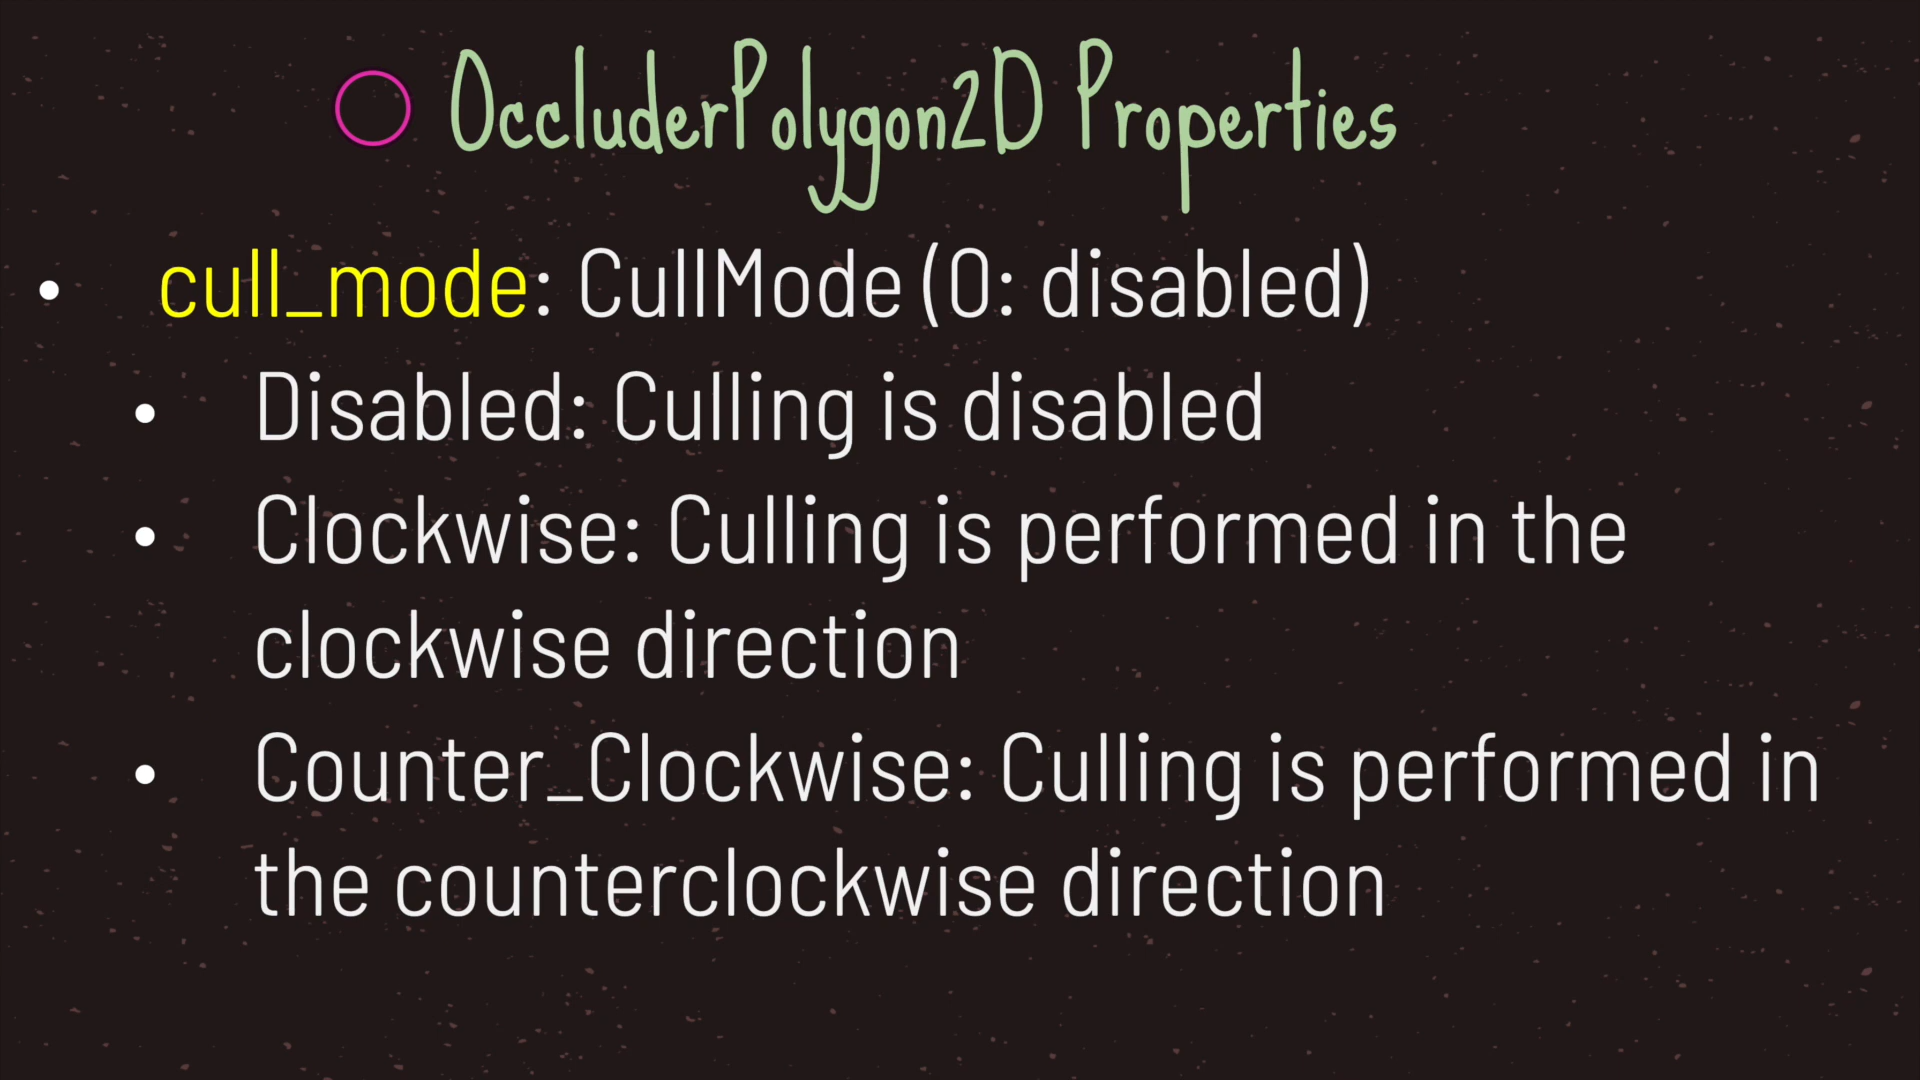 OccluderPolygon2D Properties
• cull_mode: CullMode (0: disabled)
• Disabled: Culling is disabled
• Clockwise: Culling is performed in the
clockwise direction
• Counter_Clockwise: Culling is performed in
the counterclockwise direction